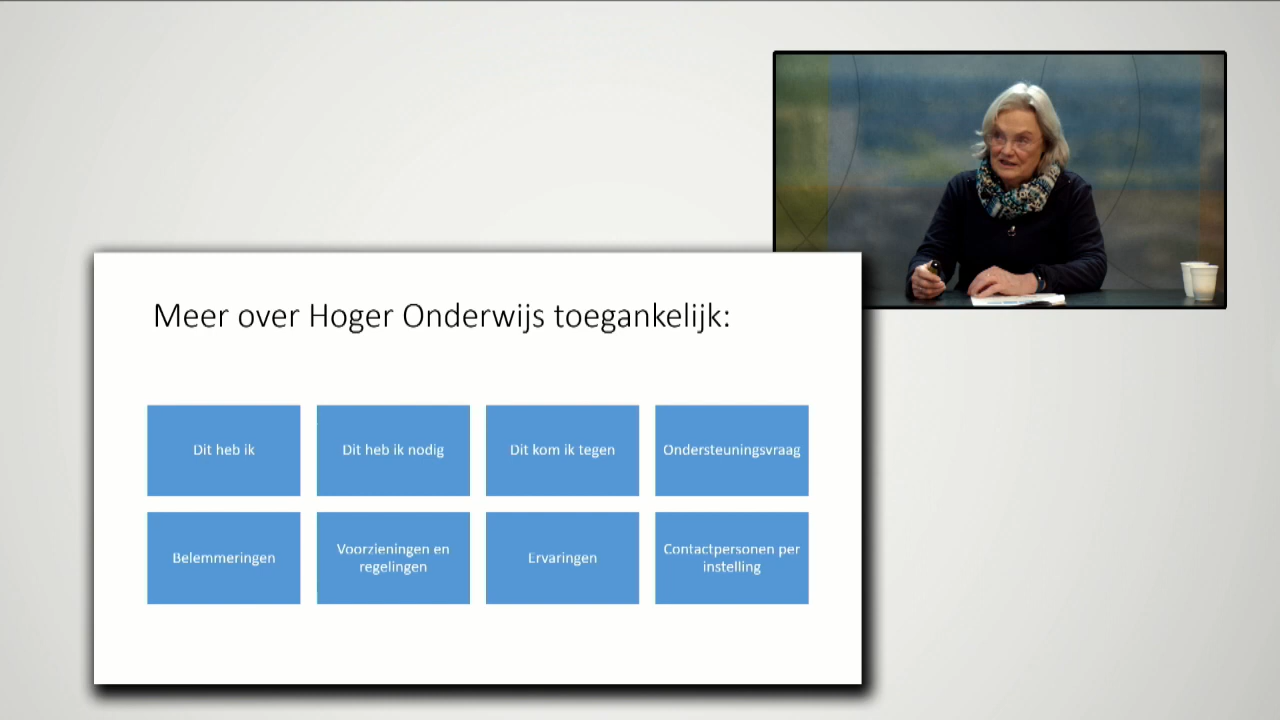 Meer over Hoger Onderwijs toegankelijk:
Dit heb ik
Dit heb ik nodig
Dit kom ik tegen
Ondersteuningsvraag
Belemmeringen
Voorzieningen en
regelingen
Ervaringen
Contactpersonen per
instelling